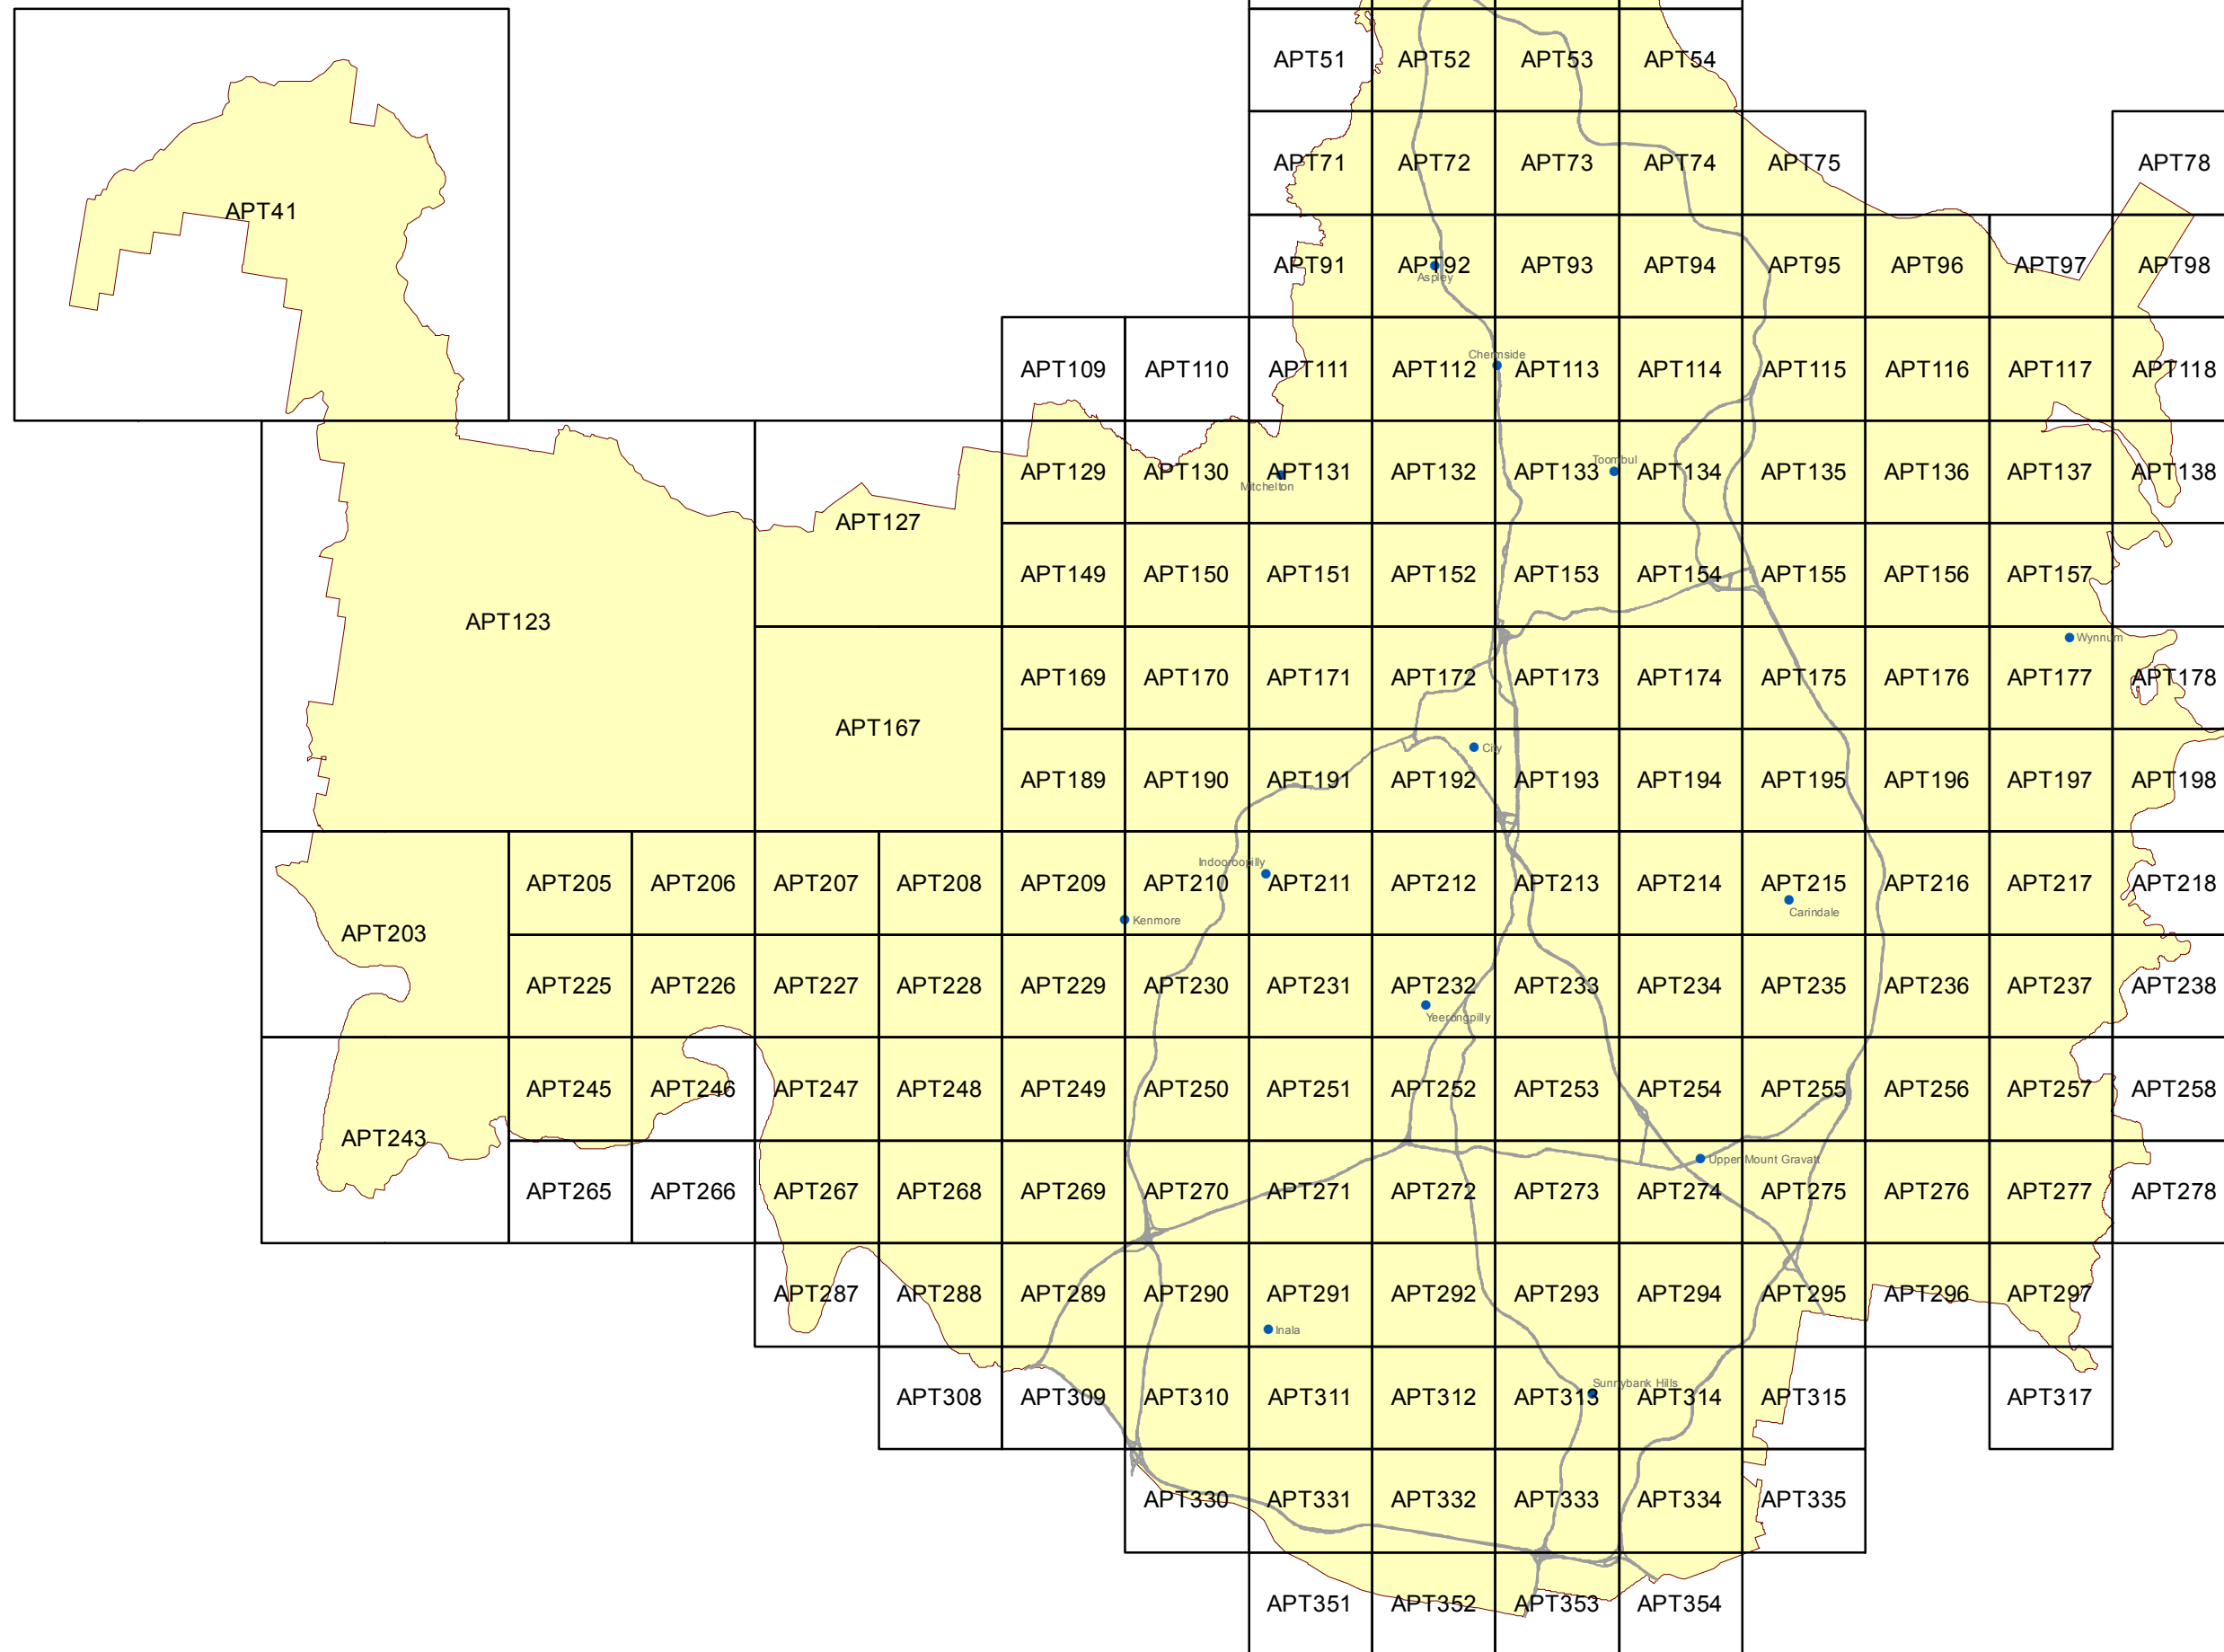 APT51 APT52 APT53 APT54
APT71 APT72 APT73 APT74 APT75 APT78
APT41
APT91 APT92 APT93 APT94 APT95 APT96 APT97 APT98
Aspley
Chermside
APT109 APT110 APT111 APT112 APT113 APT114 APT115 APT116 APT117 APT118
Toombul
APT129 APT130 APT131 APT132 APT133 APT134 APT135 APT136 APT137 APT138
Mitchelton
APT127
APT149 APT150 APT151 APT152 APT153 APT154 APT155 APT156 APT157
APT123
Wynnum
APT169 APT170 APT171 APT172 APT173 APT174 APT175 APT176 APT177 APT178
APT167
City
APT189 APT190 APT191 APT192 APT193 APT194 APT195 APT196 APT197 APT198
Indooroopilly
APT205 APT206 APT207 APT208 APT209 APT210 APT211 APT212 APT213 APT214 APT215 APT216 APT217 APT218
Carindale
Kenmore
APT203
APT225 APT226 APT227 APT228 APT229 APT230 APT231 APT232 APT233 APT234 APT235 APT236 APT237 APT238
Yeerongpilly
APT245 APT246 APT247 APT248 APT249 APT250 APT251 APT252 APT253 APT254 APT255 APT256 APT257 APT258
APT243
Upper Mount Gravatt
APT265 APT266 APT267 APT268 APT269 APT270 APT271 APT272 APT273 APT274 APT275 APT276 APT277 APT278
APT287 APT288 APT289 APT290 APT291 APT292 APT293 APT294 APT295 APT296 APT297
Inala
Sunnybank Hills
APT308 APT309 APT310 APT311 APT312 APT313 APT314 APT315 APT317
APT330 APT331 APT332 APT333 APT334 APT335
APT351 APT352 APT353 APT354